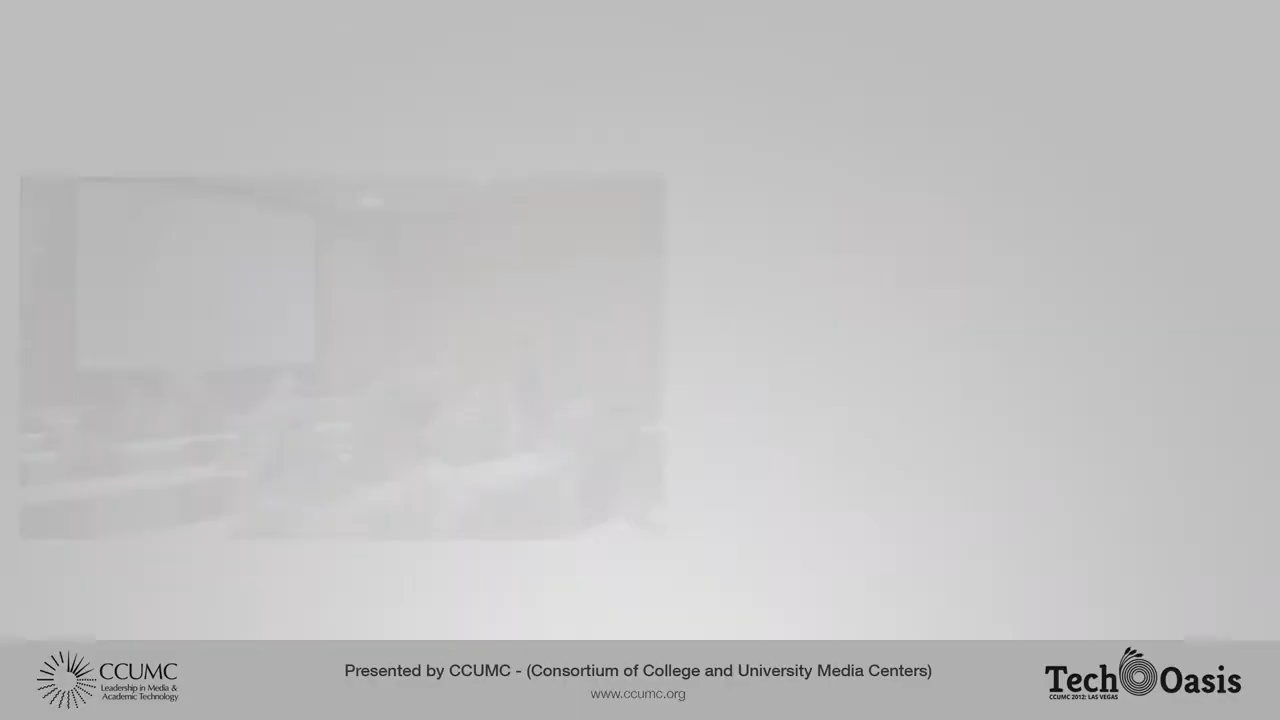 CCUMC
Leadership in Media &
Academic Technology
Presented by CCUMC - (Consortium of College and University Media Centers)
www.ccumc.org
Tech Oasis
CCUMC 2012: LAS VEGAS